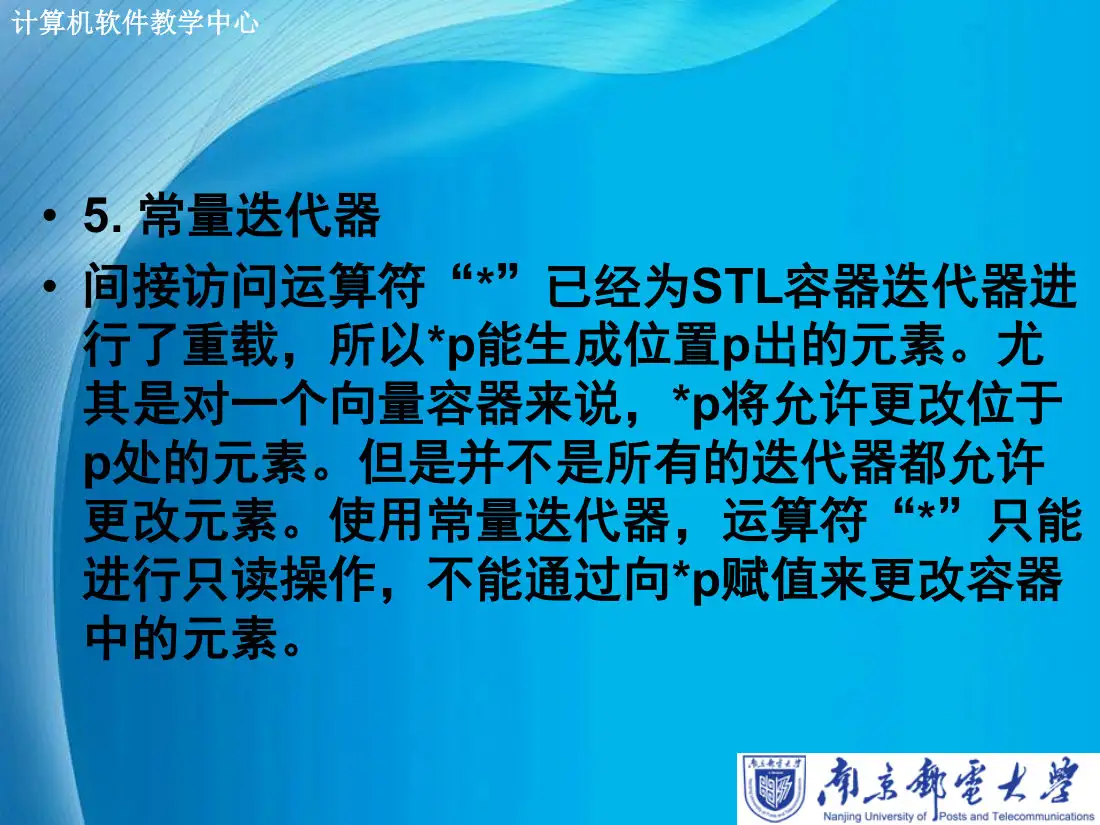 计算机软件教学中心
• 5. 常量迭代器
• 间接访问运算符“*”已经为STL容器迭代器进
行了重载，所以*p能生成位置p出的元素。尤
其是对一个向量容器来说，*p将允许更改位于
p处的元素。但是并不是所有的迭代器都允许
更改元素。使用常量迭代器，运算符“*”只能
进行只读操作，不能通过向*p赋值来更改容器
中的元素。
南京郵電大學
Nanjing University of Posts and Telecommunications